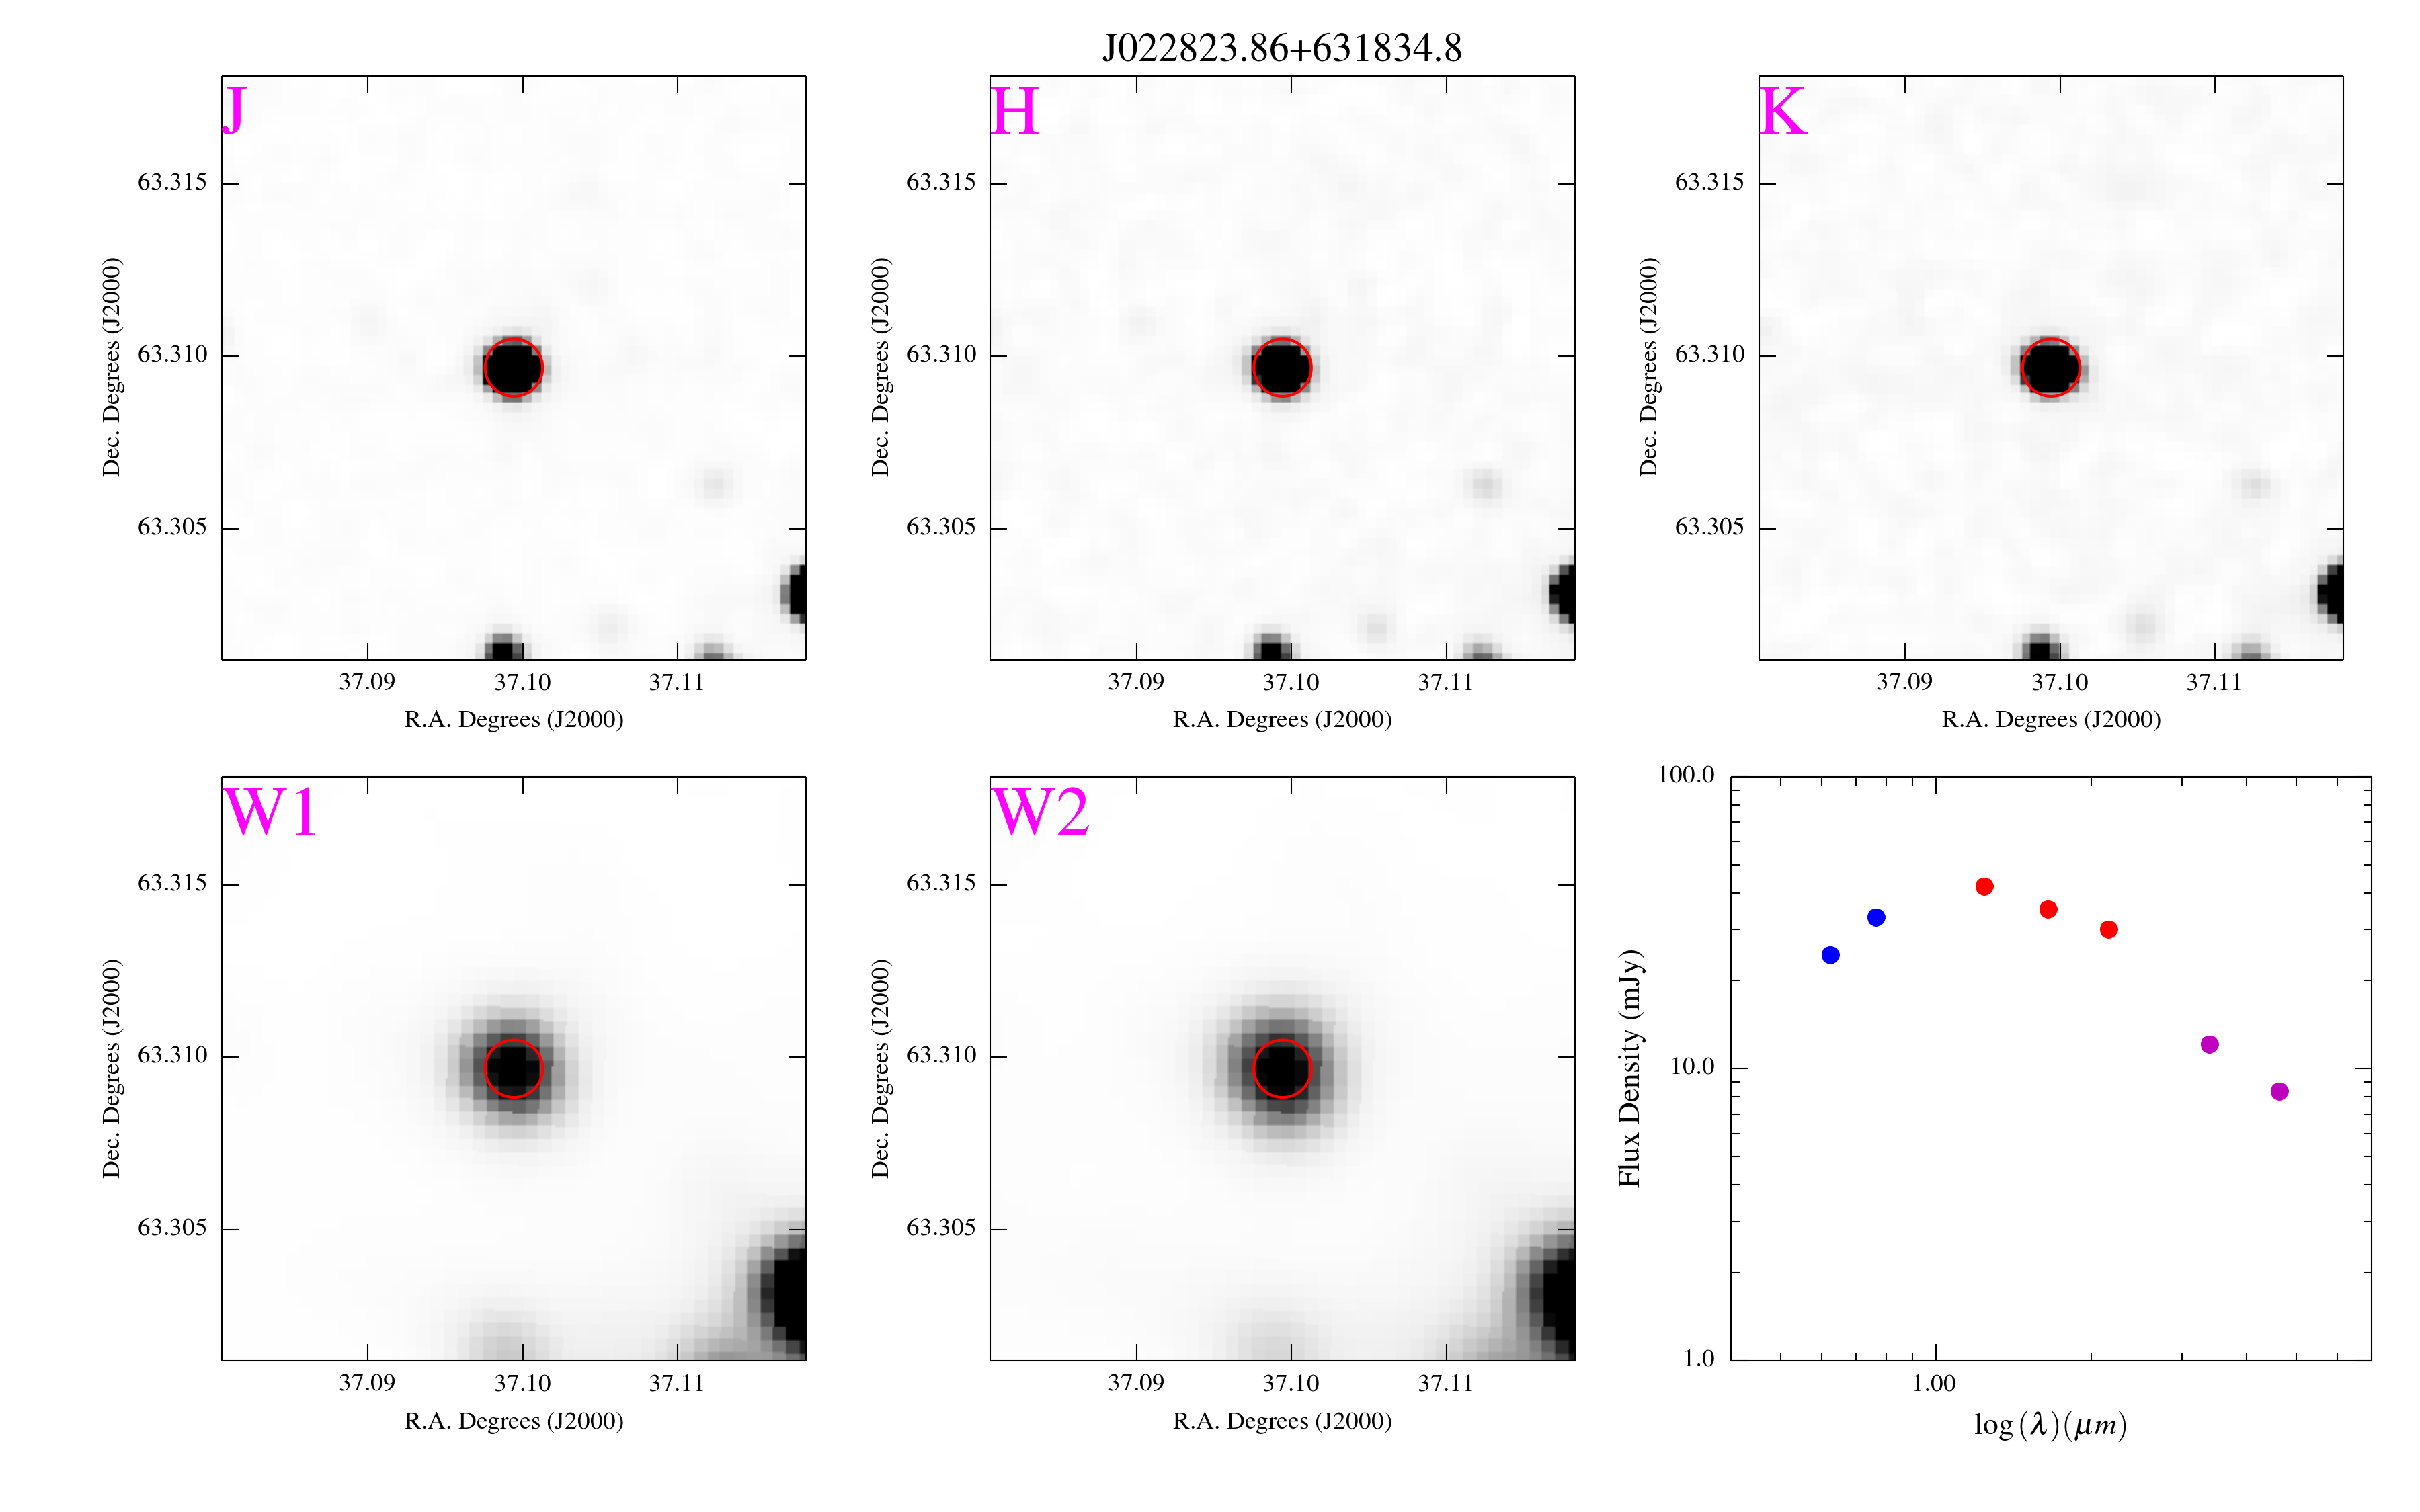 J022823.86+631834.8
J
63.315
63.310
63.305
Dec. Degrees (J2000)
37.09 37.10 37.11
R.A. Degrees (J2000)
H
63.315
63.310
63.305
Dec. Degrees (J2000)
37.09 37.10 37.11
R.A. Degrees (J2000)
K
63.315
63.310
63.305
Dec. Degrees (J2000)
37.09 37.10 37.11
R.A. Degrees (J2000)
W1
63.315
63.310
63.305
Dec. Degrees (J2000)
37.09 37.10 37.11
R.A. Degrees (J2000)
W2
63.315
63.310
63.305
Dec. Degrees (J2000)
37.09 37.10 37.11
R.A. Degrees (J2000)
100.0
10.0
1.0
Flux Density (mJy)
1.00
log (λ)(μm)